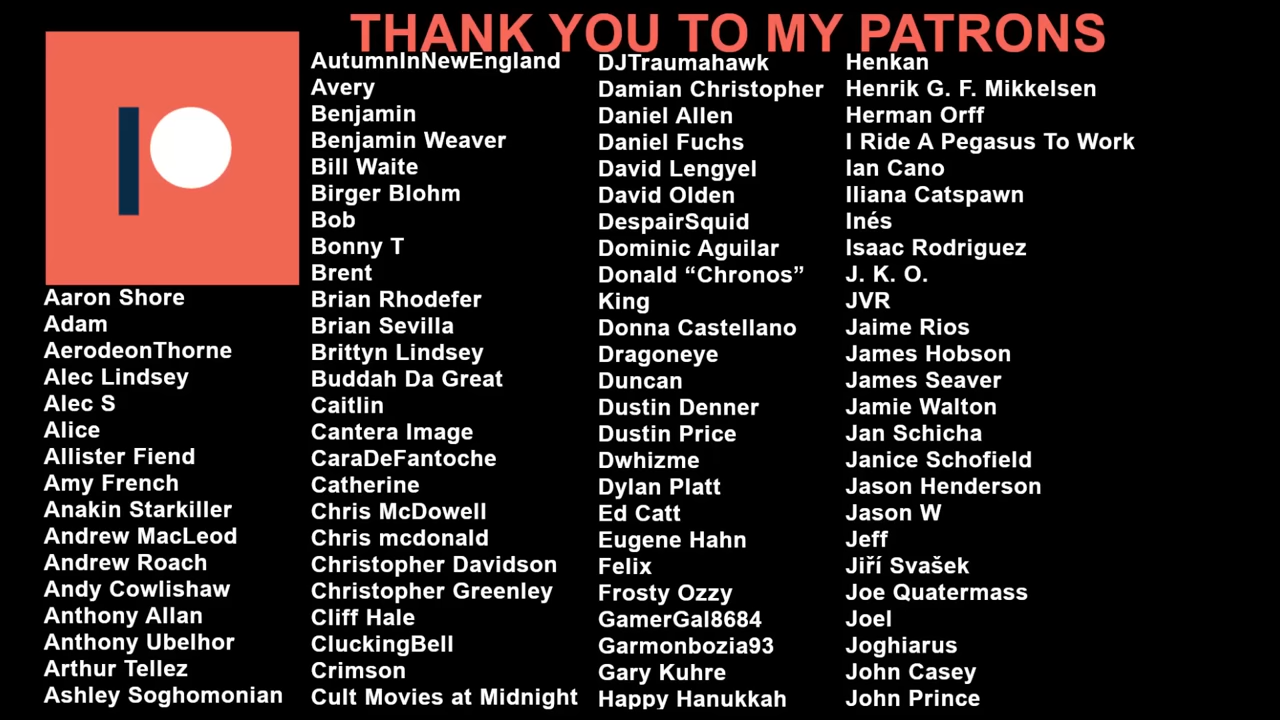 THANK YOU TO MY PATRONS
Aaron Shore
Adam
AerodeonThorne
Alec Lindsey
Alec S
Alice
Allister Fiend
Amy French
Anakin Starkiller
Andrew MacLeod
Andrew Roach
Andy Cowlishaw
Anthony Allan
Anthony Ubelhor
Arthur Tellez
Ashley Soghomonian
AutumnInNewEngland
Avery
Benjamin
Benjamin Weaver
Bill Waite
Birger Blohm
Bob
Bonny T
Brent
Brian Rhodefer
Brian Sevilla
Brittyn Lindsey
Buddah Da Great
Caitlin
Cantera Image
CaraDeFantoche
Catherine
Chris McDowell
Chris mcdonald
Christopher Davidson
Christopher Greenley
Cliff Hale
CluckingBell
Crimson
Cult Movies at Midnight
DJTraumahawk
Damian Christopher
Daniel Allen
Daniel Fuchs
David Lengyel
David Olden
DespairSquid
Dominic Aguilar
Donald “Chronos”
King
Donna Castellano
Dragoneye
Duncan
Dustin Denner
Dustin Price
Dwhizme
Dylan Platt
Ed Catt
Eugene Hahn
Felix
Frosty Ozzy
GamerGal8684
Garmonbozia93
Gary Kuhre
Happy Hanukkah
Henkan
Henrik G. F. Mikkelsen
Herman Orff
I Ride A Pegasus To Work
Ian Cano
Iliana Catspawn
Inés
Isaac Rodriguez
J. K. O.
JVR
Jaime Rios
James Hobson
James Seaver
Jamie Walton
Jan Schicha
Janice Schofield
Jason Henderson
Jason W
Jeff
Jiří Svašek
Joe Quatermass
Joel
Joghiarus
John Casey
John Prince